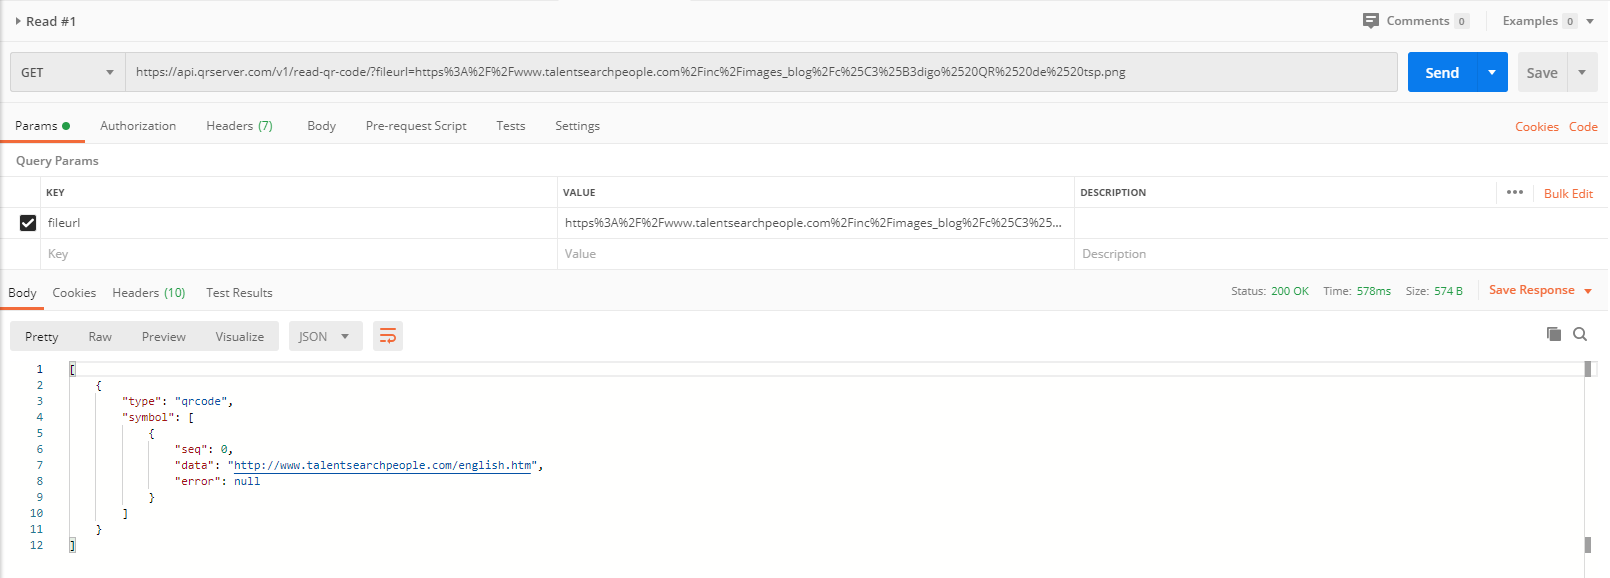 Read #1 Comments 0 Examples 0
GET https://api.qrserver.com/v1/read-qr-code/?fileurl=https%3A%2F%2Fwww.talentsearchpeople.com%2Finc%2Fimages_blog%2Fc%25C3%25B3digo%2520QR%2520de%2520tsp.png Send Save
Params Authorization Headers (7) Body Pre-request Script Tests Settings Cookies Code
Query Params
KEY VALUE DESCRIPTION ••• Bulk Edit
fileurl https%3A%2F%2Fwww.talentsearchpeople.com%2Finc%2Fimages_blog%2Fc%25C3%25...
Key Value Description
Body Cookies Headers (10) Test Results Status: 200 OK Time: 578ms Size: 574 B Save Response
Pretty Raw Preview Visualize JSON
1 [
2 {
3 "type": "qrcode",
4 "symbol": [
5 {
6 "seq": 0,
7 "data": "http://www.talentsearchpeople.com/english.htm",
8 "error": null
9 }
10 ]
11 }
12 ]